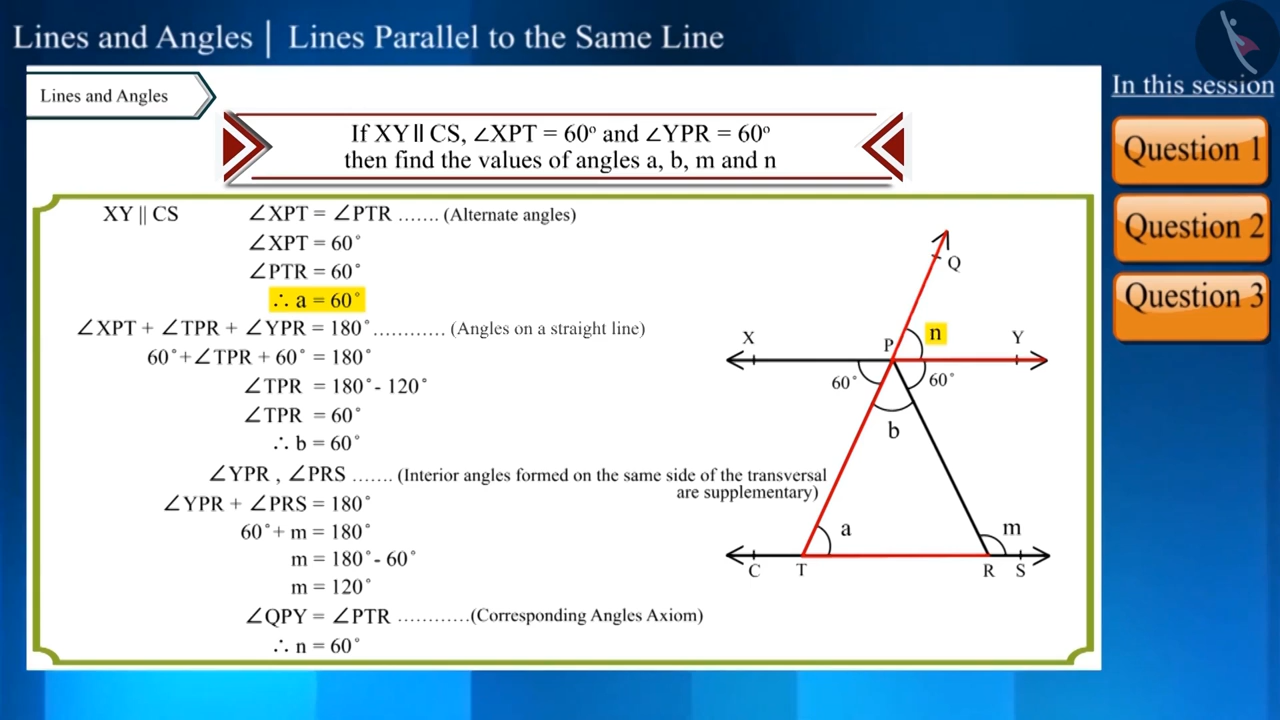 Lines and Angles | Lines Parallel to the Same Line
In this session
Lines and Angles
If XY || CS, ∠XPT = 60° and ∠YPR = 60°
then find the values of angles a, b, m and n
Question 1
Question 2
Question 3
XY || CS ∠XPT = ∠PTR ....... (Alternate angles)
∠XPT = 60°
∠PTR = 60°
∴ a = 60°
∠XPT + ∠TPR + ∠YPR = 180°............ (Angles on a straight line)
60°+∠TPR + 60° = 180°
∠TPR = 180°- 120°
∠TPR = 60°
∴ b = 60°
∠YPR , ∠PRS ....... (Interior angles formed on the same side of the transversal
are supplementary)
∠YPR + ∠PRS = 180°
60°+ m = 180°
m = 180°- 60°
m = 120°
∠QPY = ∠PTR ............(Corresponding Angles Axiom)
∴ n = 60°
Q
X
P
n
Y
60°
60°
b
a
m
C
T
R
S